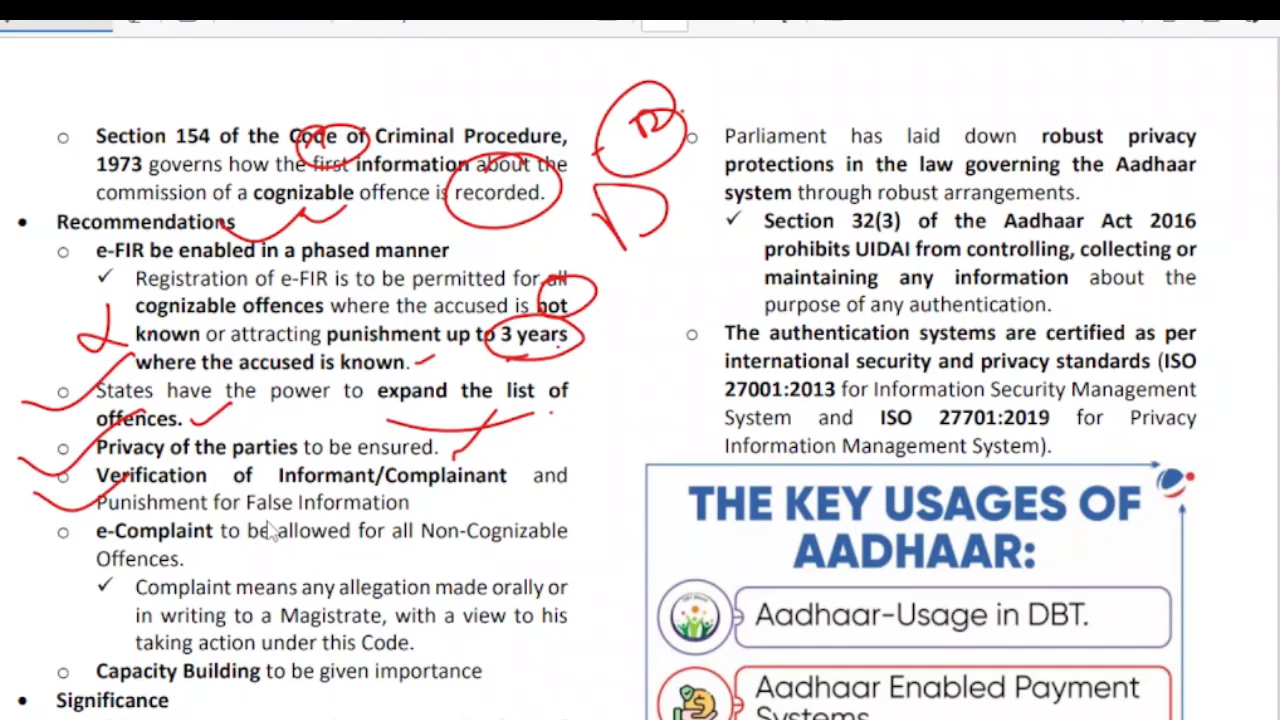 o Section 154 of the Code of Criminal Procedure,
1973 governs how the first information about the
commission of a cognizable offence is recorded.
• Recommendations
o e-FIR be enabled in a phased manner
✓ Registration of e-FIR is to be permitted for all
cognizable offences where the accused is not
known or attracting punishment up to 3 years
where the accused is known.
o States have the power to expand the list of
offences.
o Privacy of the parties to be ensured.
o Verification of Informant/Complainant and
Punishment for False Information
o e-Complaint to be allowed for all Non-Cognizable
Offences.
✓ Complaint means any allegation made orally or
in writing to a Magistrate, with a view to his
taking action under this Code.
o Capacity Building to be given importance
• Significance
o Parliament has laid down robust privacy
protections in the law governing the Aadhaar
system through robust arrangements.
✓ Section 32(3) of the Aadhaar Act 2016
prohibits UIDAI from controlling, collecting or
maintaining any information about the
purpose of any authentication.
o The authentication systems are certified as per
international security and privacy standards (ISO
27001:2013 for Information Security Management
System and ISO 27701:2019 for Privacy
Information Management System).
THE KEY USAGES OF
AADHAAR:
Aadhaar-Usage in DBT.
Aadhaar Enabled Payment
Systems